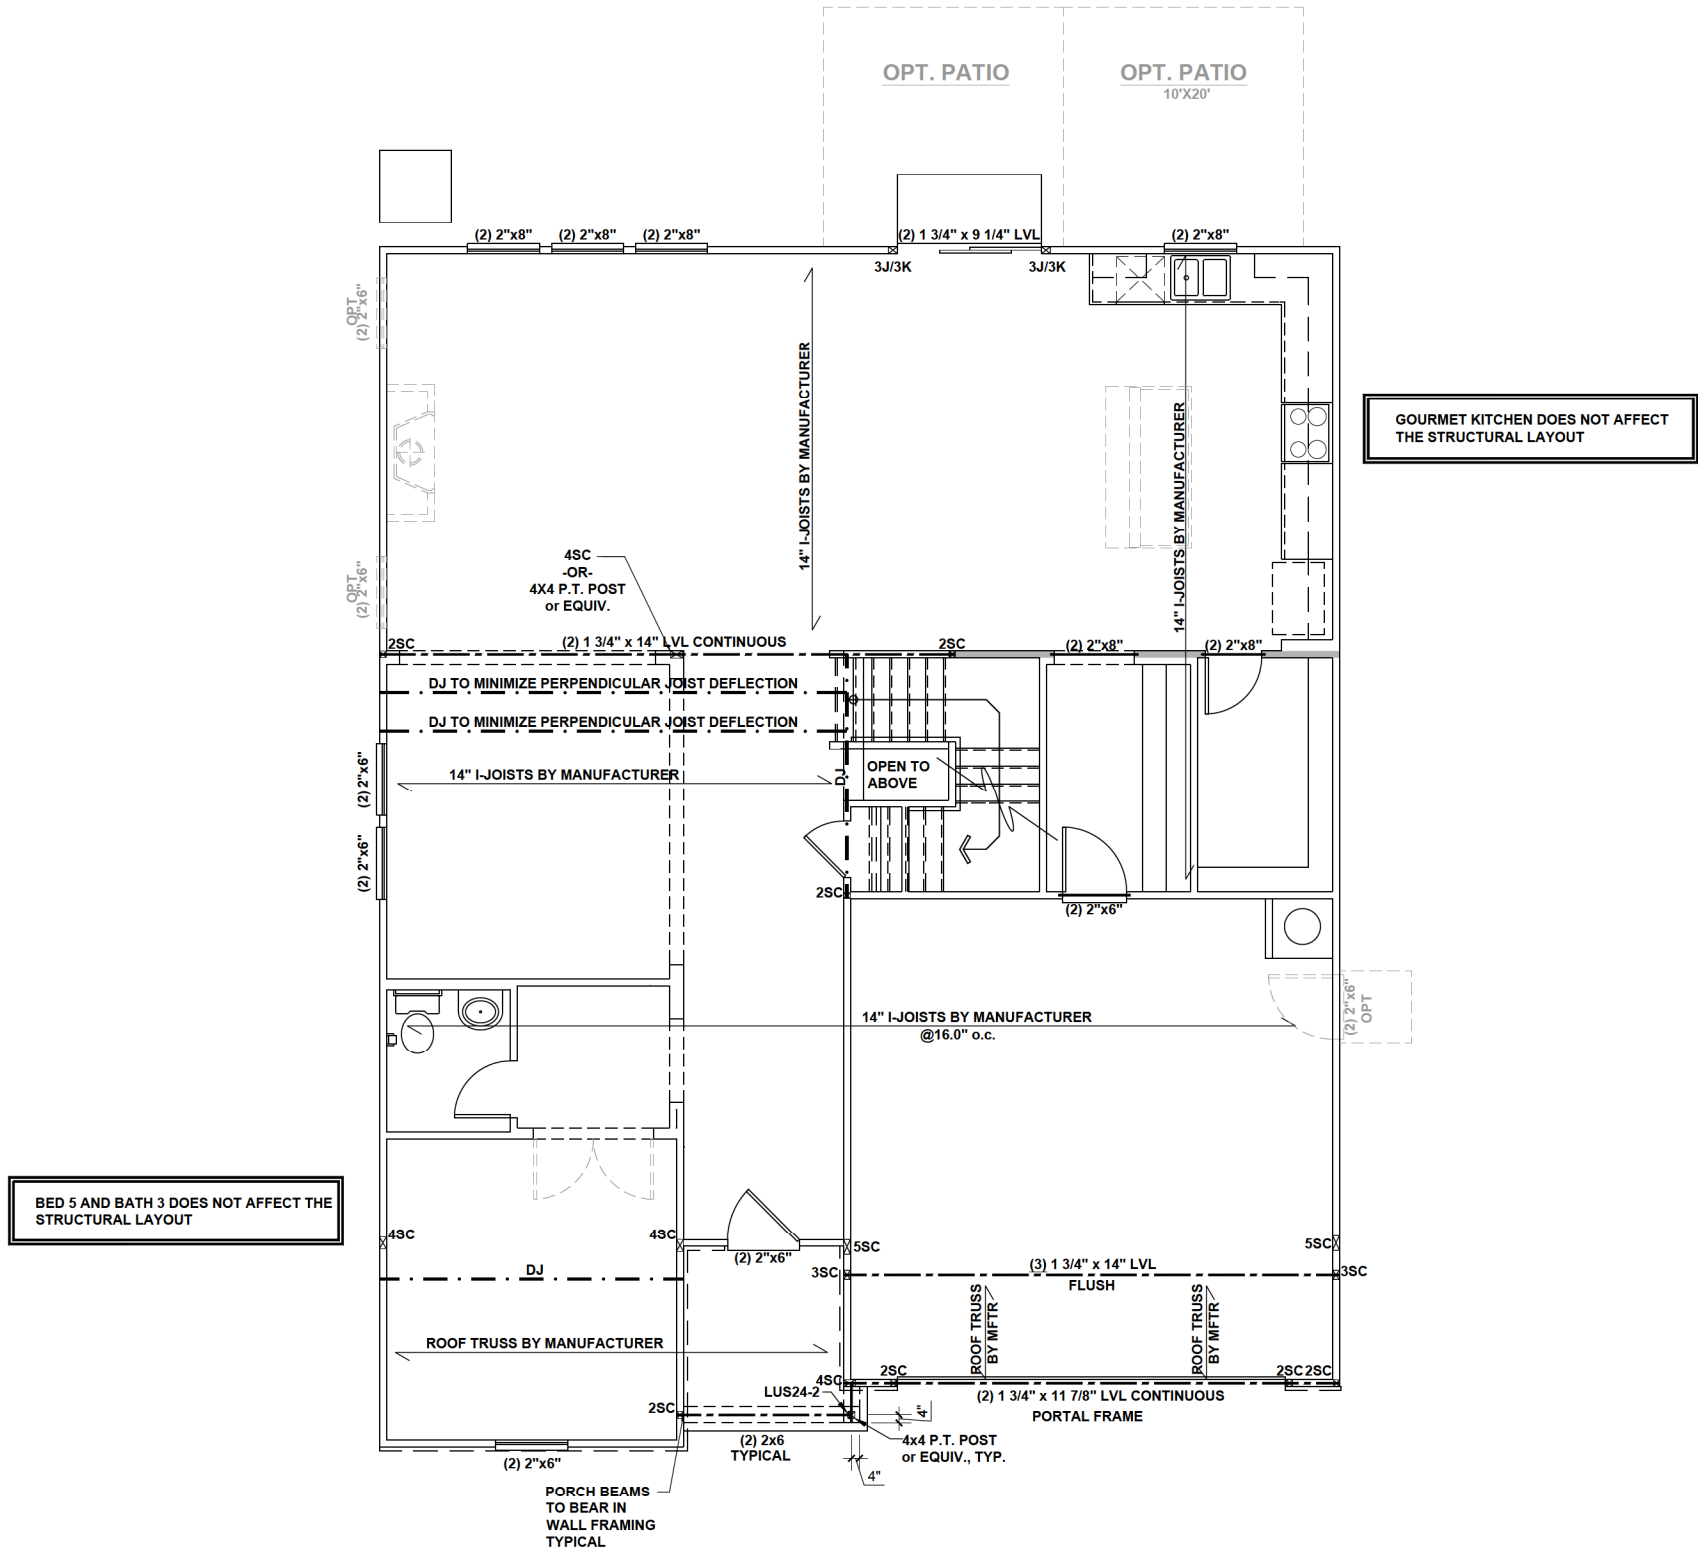 OPT. PATIO
OPT. PATIO
10'X20'
(2) 2"x8"
(2) 2"x8"
(2) 2"x8"
(2) 1 3/4" x 9 1/4" LVL
(2) 2"x8"
3J/3K
3J/3K
OPT
(2) 2"x6"
14" I-JOISTS BY MANUFACTURER
14" I-JOISTS BY MANUFACTURER
GOURMET KITCHEN DOES NOT AFFECT
THE STRUCTURAL LAYOUT
4SC
-OR-
4X4 P.T. POST
or EQUIV.
OPT
(2) 2"x6"
2SC
(2) 1 3/4" x 14" LVL CONTINUOUS
2SC
(2) 2"x8"
(2) 2"x8"
DJ TO MINIMIZE PERPENDICULAR JOIST DEFLECTION
DJ TO MINIMIZE PERPENDICULAR JOIST DEFLECTION
(2) 2"x6"
14" I-JOISTS BY MANUFACTURER
DJ
OPEN TO
ABOVE
(2) 2"x6"
2SC
(2) 2"x6"
14" I-JOISTS BY MANUFACTURER
@16.0" o.c.
(2) 2"x6"
OPT
BED 5 AND BATH 3 DOES NOT AFFECT THE
STRUCTURAL LAYOUT
4SC
4SC
(2) 2"x6"
5SC
5SC
DJ
3SC
(3) 1 3/4" x 14" LVL
FLUSH
3SC
ROOF TRUSS
BY MFTR
ROOF TRUSS
BY MFTR
ROOF TRUSS BY MANUFACTURER
4SC
2SC
2SC
2SC
LUS24-2
(2) 1 3/4" x 11 7/8" LVL CONTINUOUS
PORTAL FRAME
2SC
4"
(2) 2x6
TYPICAL
4x4 P.T. POST
or EQUIV., TYP.
4"
(2) 2"x6"
PORCH BEAMS
TO BEAR IN
WALL FRAMING
TYPICAL